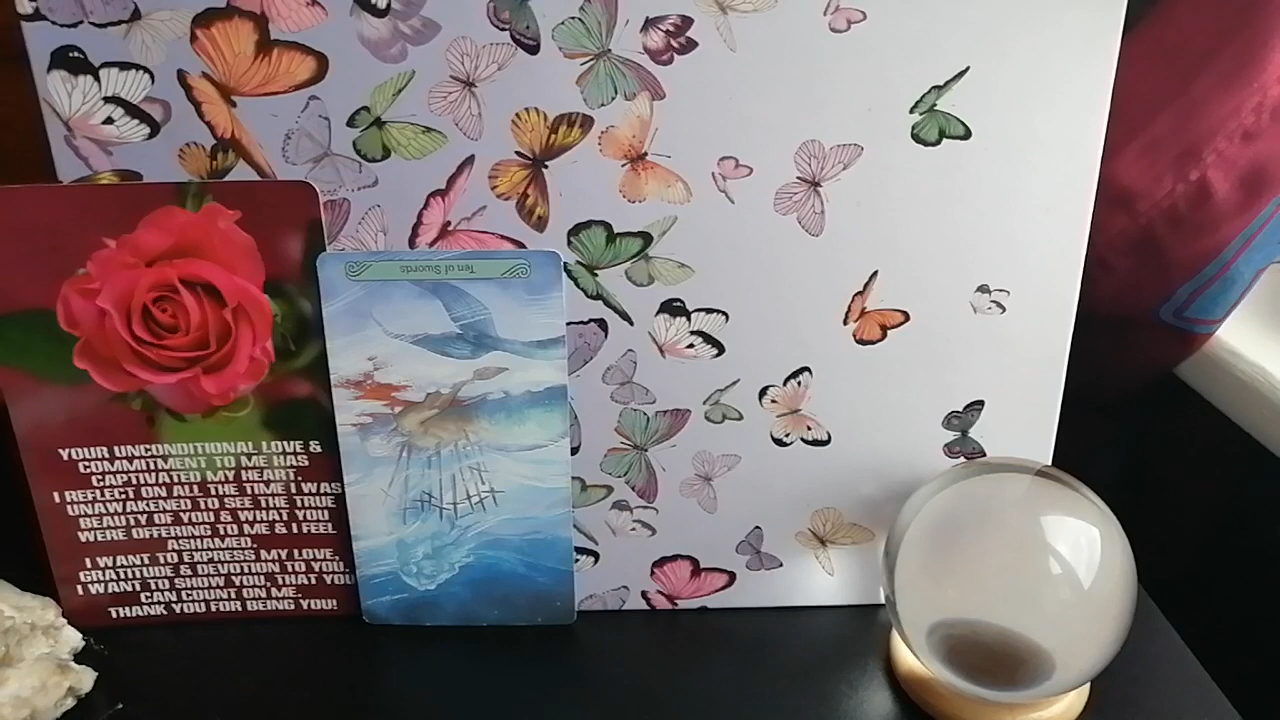 YOUR UNCONDITIONAL LOVE &
COMMITMENT TO ME HAS
CAPTIVATED MY HEART.
I REFLECT ON ALL THE TIME I WAS
UNAWAKENED TO SEE THE TRUE
BEAUTY OF YOU & WHAT YOU
WERE OFFERING TO ME & I FEEL
ASHAMED.
I WANT TO EXPRESS MY LOVE,
GRATITUDE & DEVOTION TO YOU.
I WANT TO SHOW YOU, THAT YOU
CAN COUNT ON ME.
THANK YOU FOR BEING YOU!
Ten of Swords